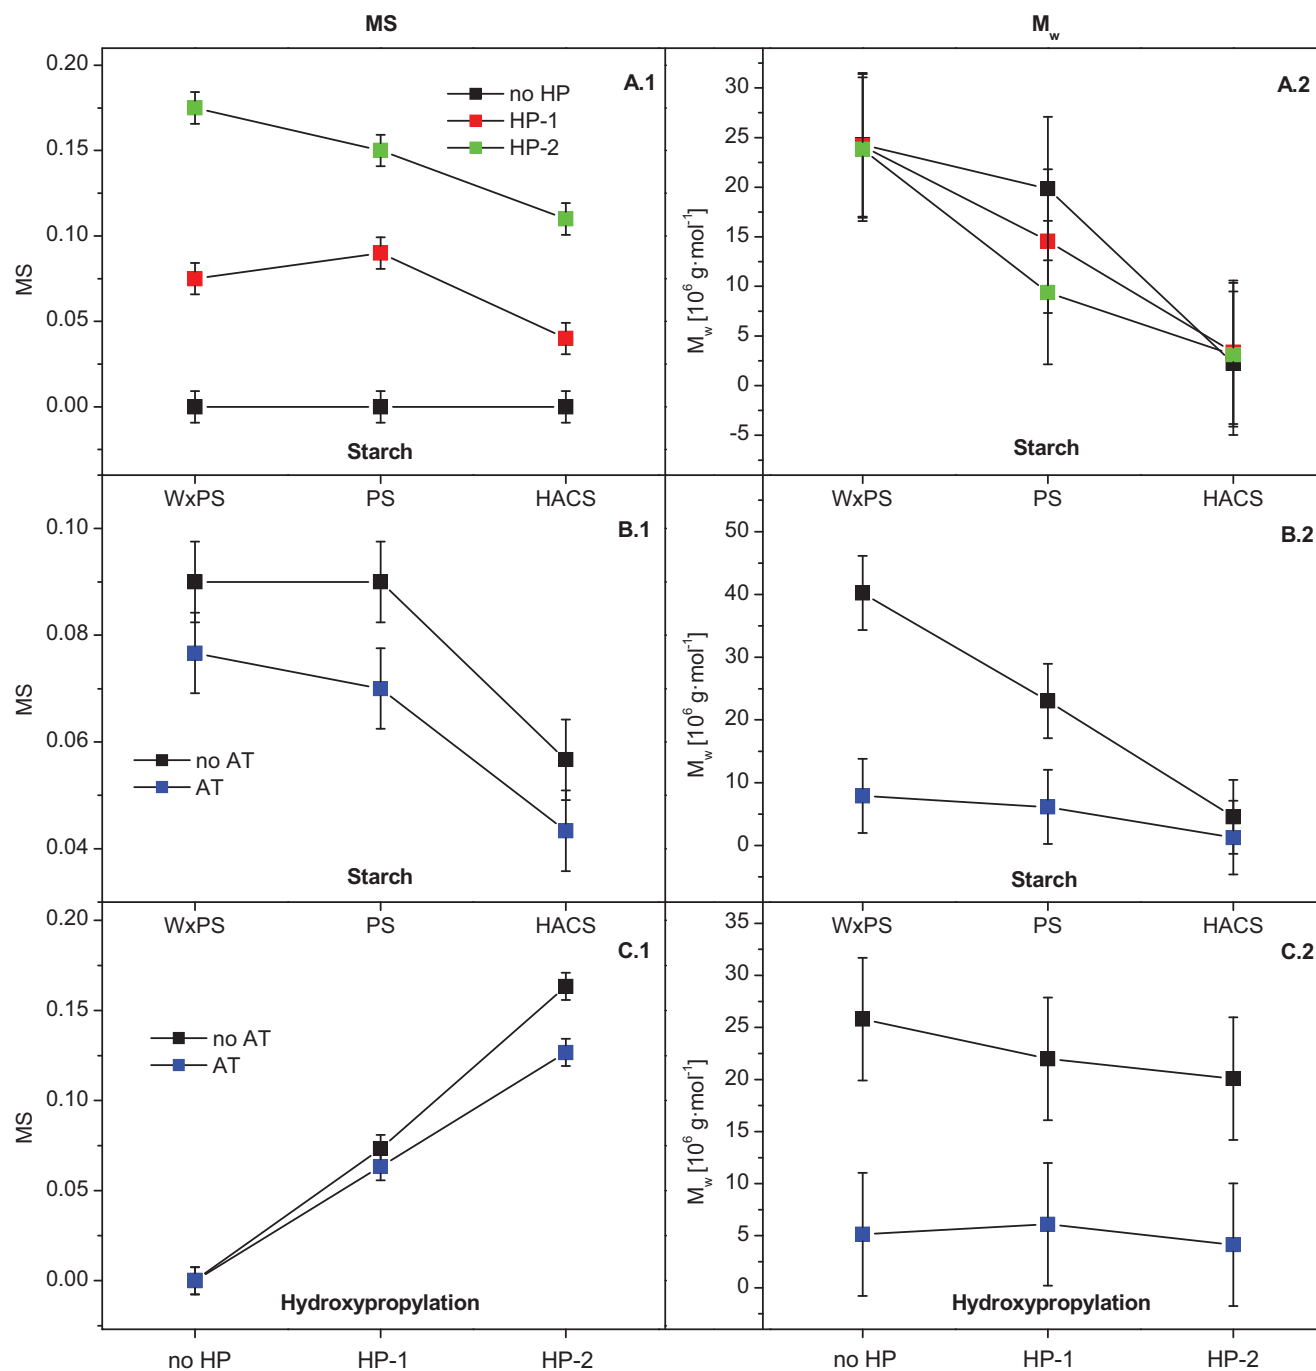 MS
M_w
0.20
0.15
0.10
0.05
0.00
MS
A.1
no HP
HP-1
HP-2
Starch
WxPS PS HACS
30
25
20
15
10
5
0
-5
M_w [10^6 g·mol^-1]
A.2
Starch
WxPS PS HACS
0.10
0.08
0.06
0.04
MS
B.1
no AT
AT
Starch
WxPS PS HACS
50
40
30
20
10
0
M_w [10^6 g·mol^-1]
B.2
Starch
WxPS PS HACS
0.20
0.15
0.10
0.05
0.00
MS
C.1
no AT
AT
Hydroxypropylation
no HP HP-1 HP-2
35
30
25
20
15
10
5
0
M_w [10^6 g·mol^-1]
C.2
Hydroxypropylation
no HP HP-1 HP-2